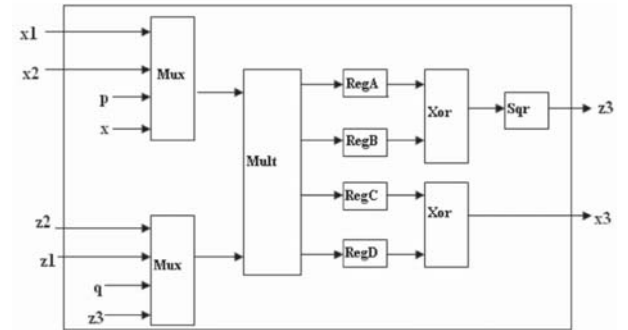 x1
x2
p
x
Mux
Mult
RegA
RegB
RegC
RegD
Xor
Xor
Sqr
z3
x3
z2
z1
q
z3
Mux